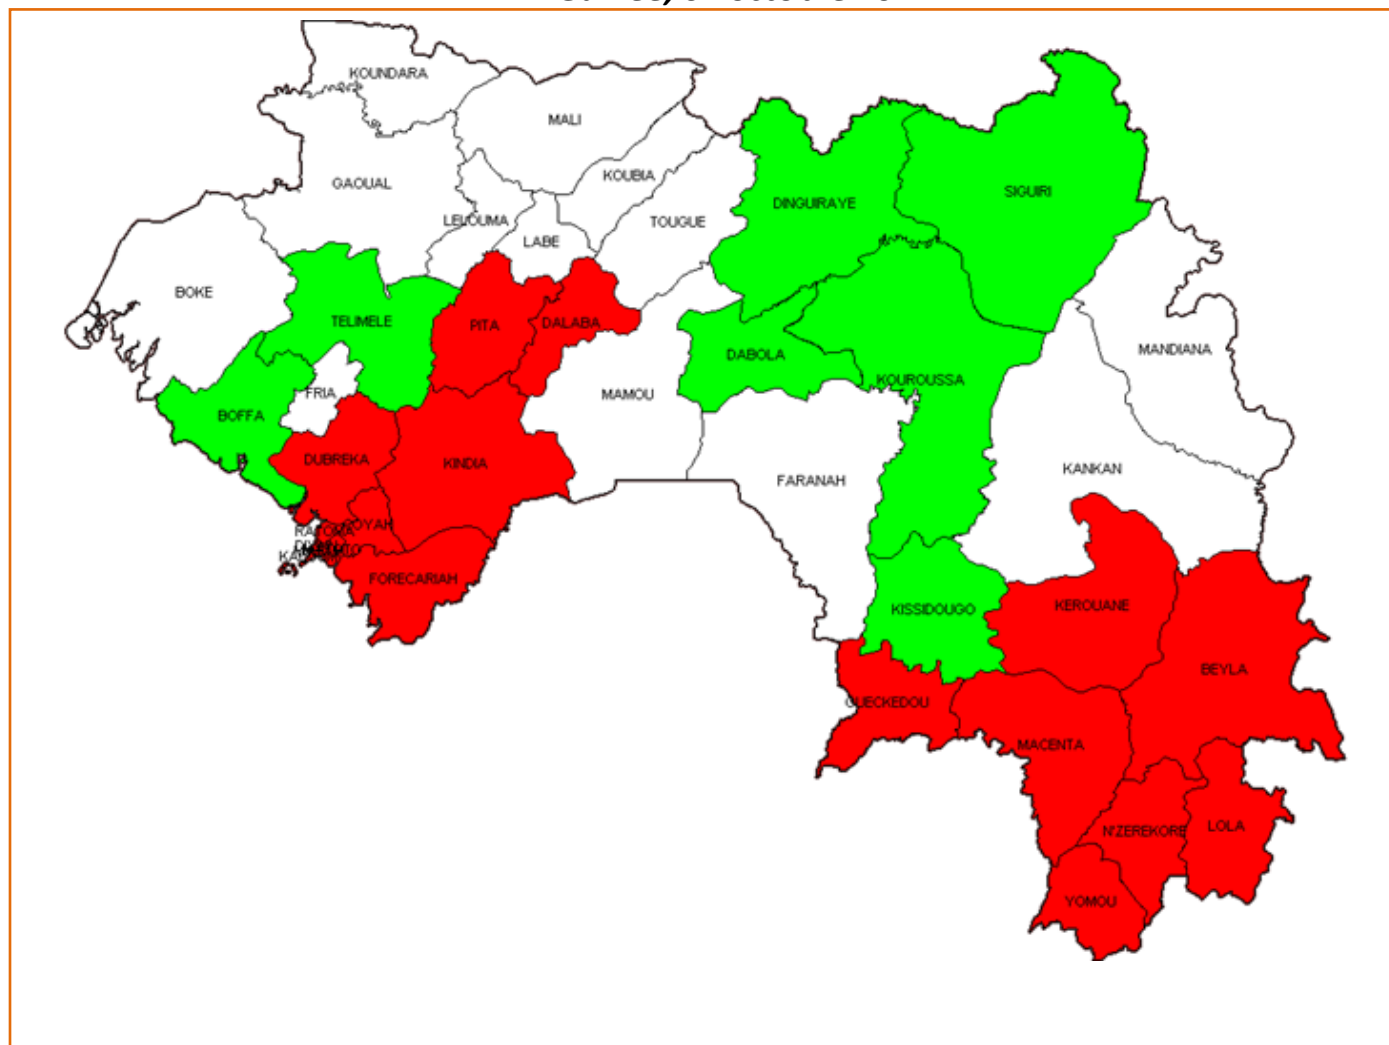 KOUNDARA
MALI
KOUBIA
GAOUAL
DINGUIRAYE
SIGUIRI
LELOUMA
TOUGUE
LABE
BOKE
TELIMELE
PITA
DALABA
MANDIANA
DABOLA
KOUROUSSA
FRIA
MAMOU
BOFFA
DUBREKA
KINDIA
KANKAN
FARANAH
COYAH
RATOMA
FORECARIAH
KEROUANE
KISSIDOUGO
BEYLA
GUECKEDOU
MACENTA
N'ZEREKORE
LOLA
YOMOU